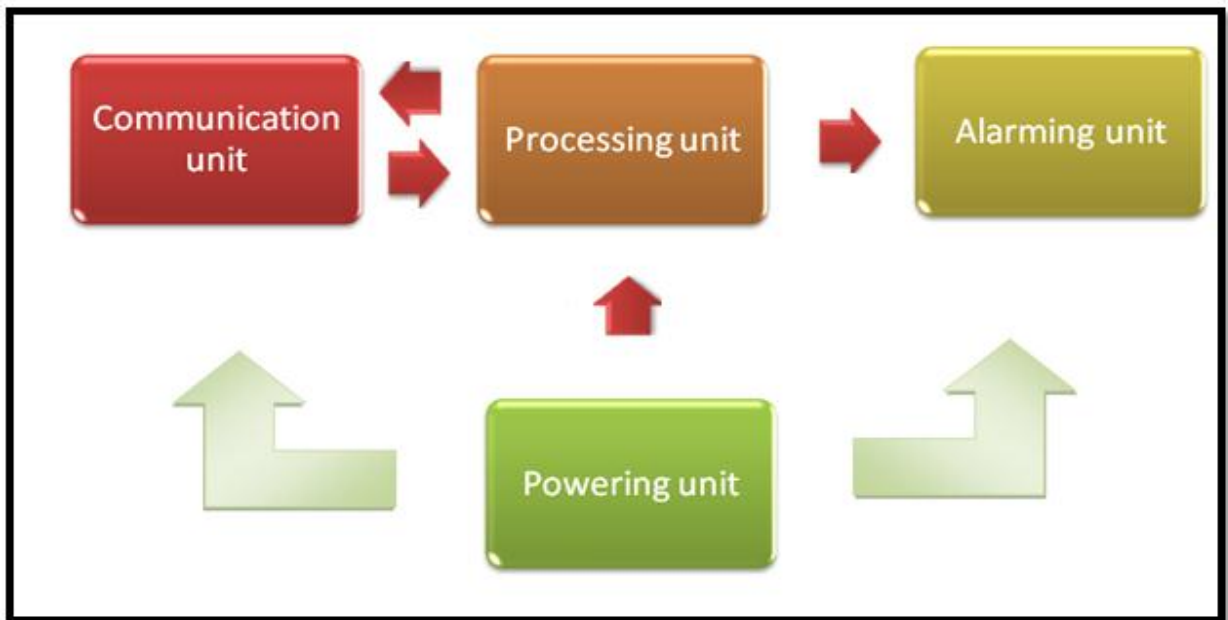 Communication
unit
Processing unit
Alarming unit
Powering unit